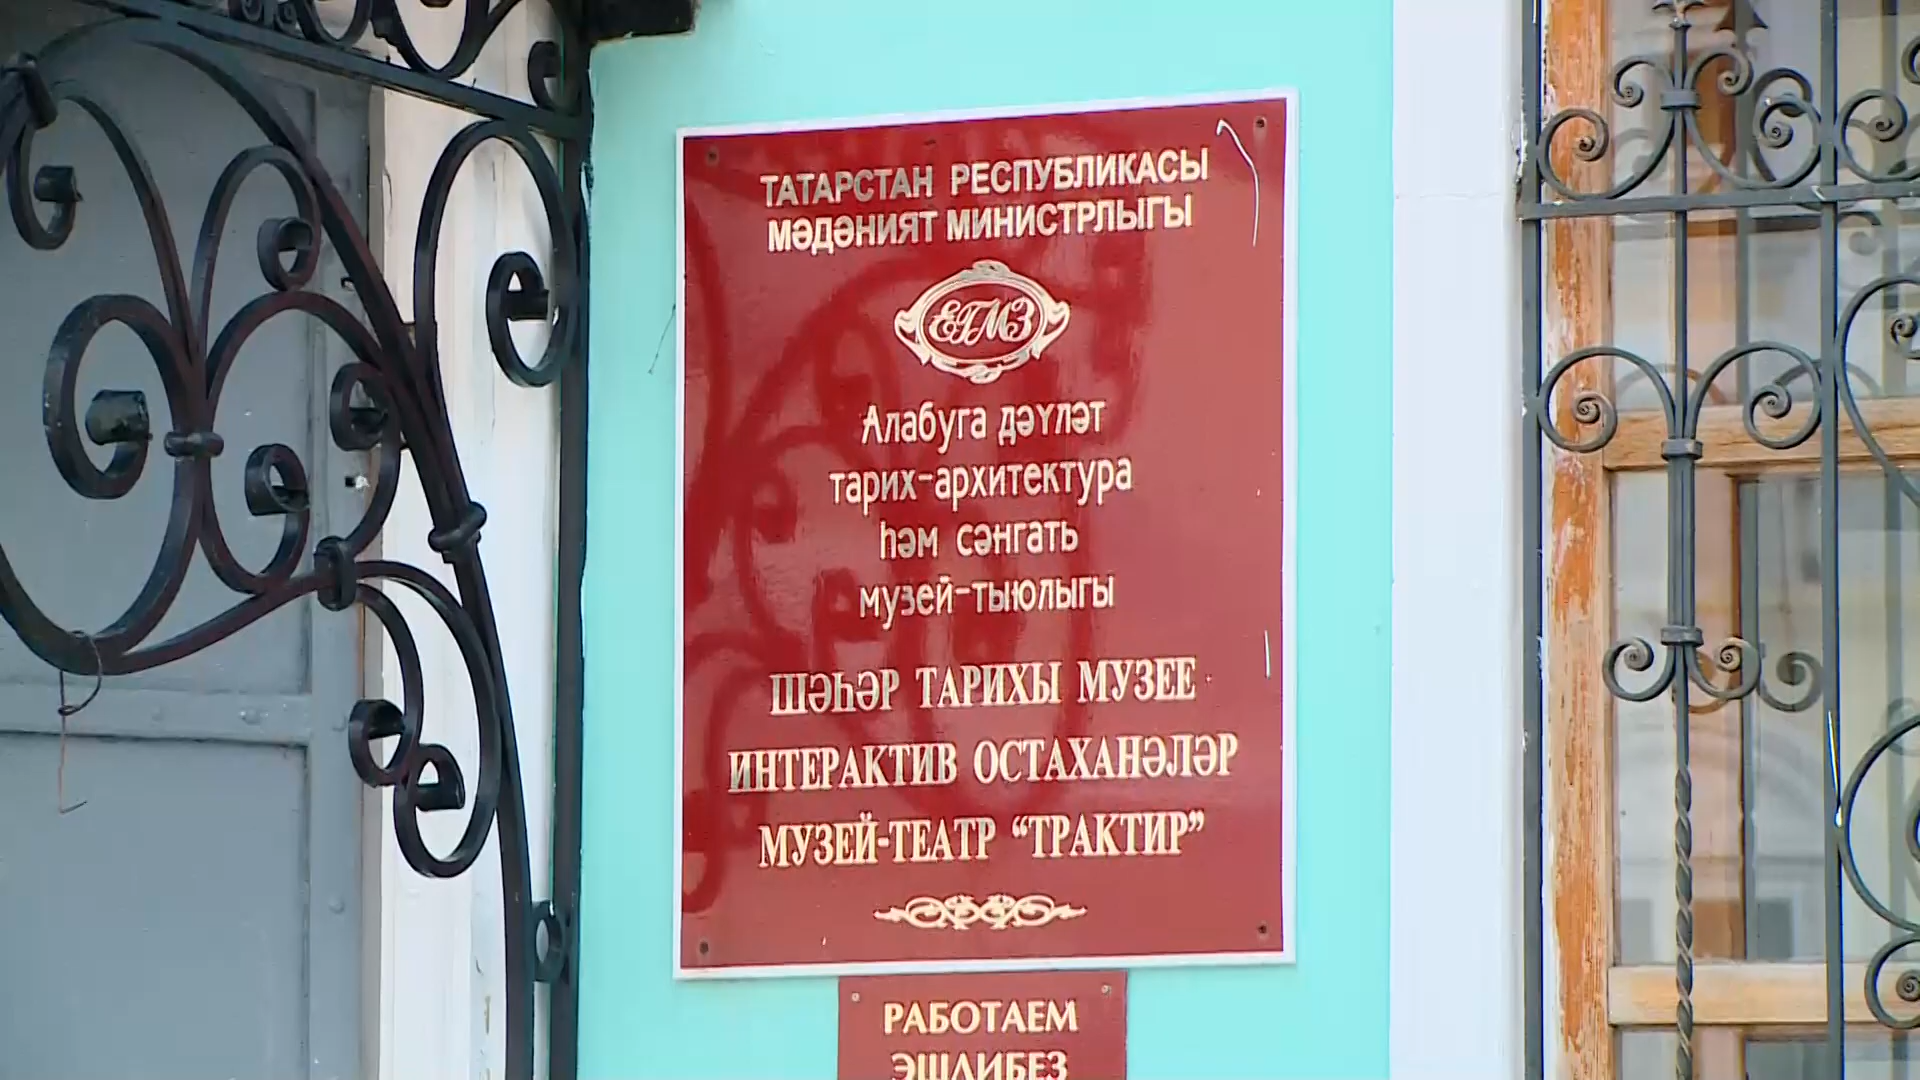 ТАТАРСТАН РЕСПУБЛИКАСЫ
МӘДӘНИЯТ МИНИСТРЛЫГЫ
ЕГМЗ
Алабуга дәүләт
тарих-архитектура
һәм сәнгать
музей-тыюлыгы
ШӘҺӘР ТАРИХЫ МУЗЕЕ
ИНТЕРАКТИВ ОСТАХАНӘЛӘР
МУЗЕЙ-ТЕАТР “ТРАКТИР”
РАБОТАЕМ
ЭШЛИБЕЗ